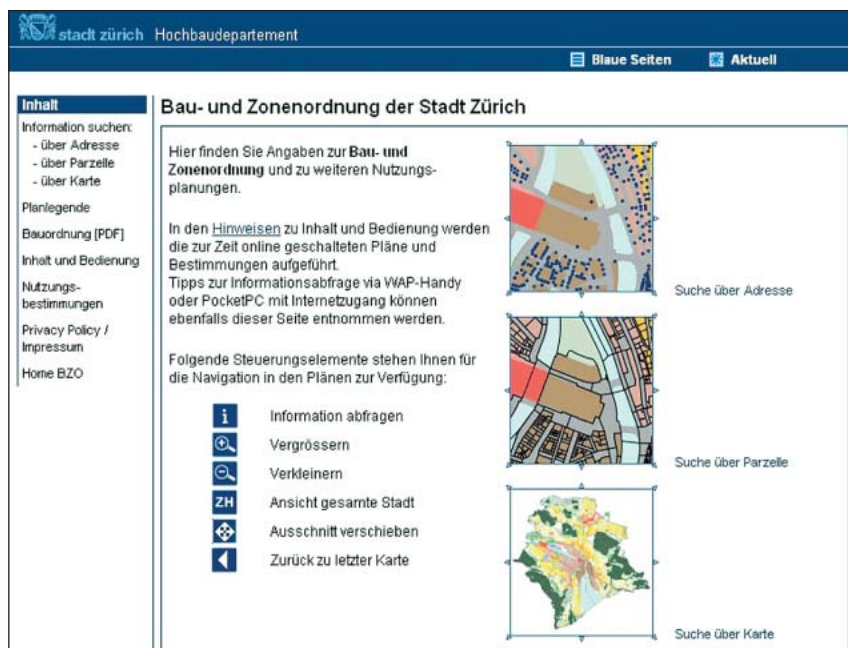 stadt zürich Hochbaudepartement
Blaue Seiten Aktuell
Inhalt
Information suchen:
- über Adresse
- über Parzelle
- über Karte
Planlegende
Bauordnung [PDF]
Inhalt und Bedienung
Nutzungs-
bestimmungen
Privacy Policy /
Impressum
Home BZO
Bau- und Zonenordnung der Stadt Zürich
Hier finden Sie Angaben zur Bau- und
Zonenordnung und zu weiteren Nutzungs-
planungen.
In den Hinweisen zu Inhalt und Bedienung werden
die zur Zeit online geschalteten Pläne und
Bestimmungen aufgeführt.
Tipps zur Informationsabfrage via WAP-Handy
oder PocketPC mit Internetzugang können
ebenfalls dieser Seite entnommen werden.
Folgende Steuerungselemente stehen Ihnen für
die Navigation in den Plänen zur Verfügung:
i Information abfragen
Vergrössern
Verkleinern
ZH Ansicht gesamte Stadt
Ausschnitt verschieben
Zurück zu letzter Karte
Suche über Adresse
Suche über Parzelle
Suche über Karte